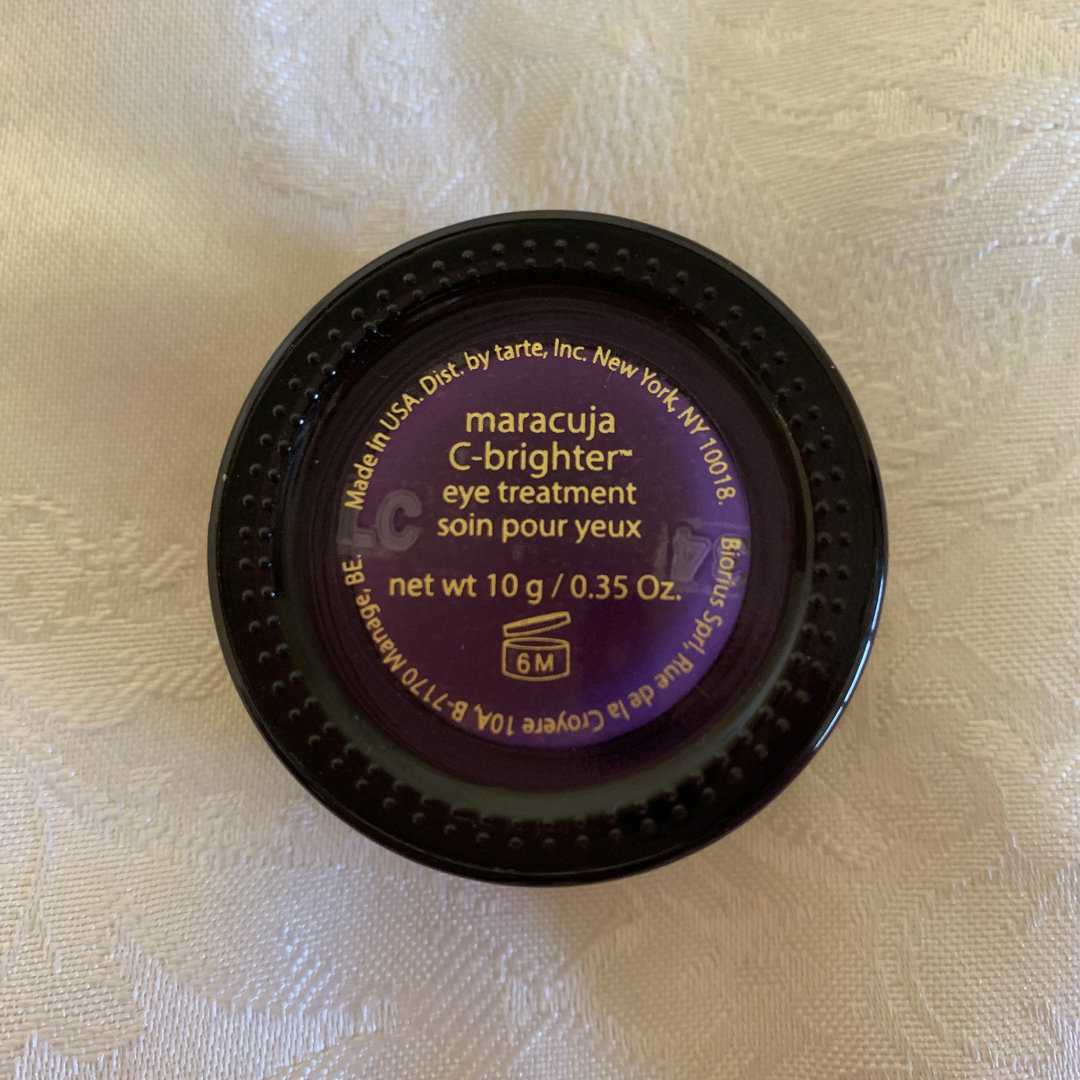 Made in USA. Dist. by tarte, Inc. New York, NY 10018.
maracuja
C-brighter™
eye treatment
soin pour yeux
net wt 10 g / 0.35 Oz.
6M
Biorius Sprl, Rue de la Croyere 10A, B-7170 Manage, BE.
LC